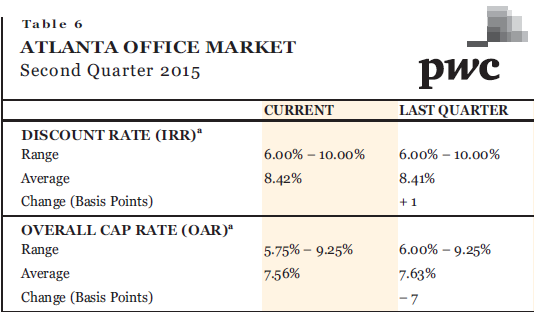 Table 6
ATLANTA OFFICE MARKET
Second Quarter 2015
pwc
CURRENT LAST QUARTER
DISCOUNT RATE (IRR)ª
Range 6.00% – 10.00% 6.00% – 10.00%
Average 8.42% 8.41%
Change (Basis Points) + 1
OVERALL CAP RATE (OAR)ª
Range 5.75% – 9.25% 6.00% – 9.25%
Average 7.56% 7.63%
Change (Basis Points) – 7